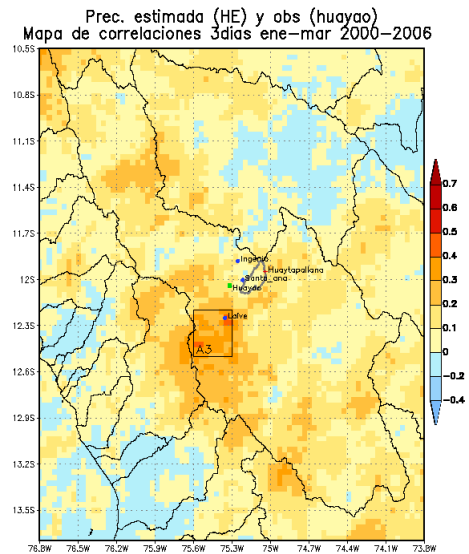 Prec. estimada (HE) y obs (huayao)
Mapa de correlaciones 3dias ene-mar 2000-2006
10.5S
10.8S
11.1S
11.4S
11.7S
12S
12.3S
12.6S
12.9S
13.2S
13.5S
Ingenio
Huaytapallana
Santa_ana
Huayao
Laive
A3
0.7
0.6
0.5
0.4
0.3
0.2
0.1
0
-0.2
-0.4
76.8W 76.5W 76.2W 75.9W 75.6W 75.3W 75W 74.7W 74.4W 74.1W 73.8W